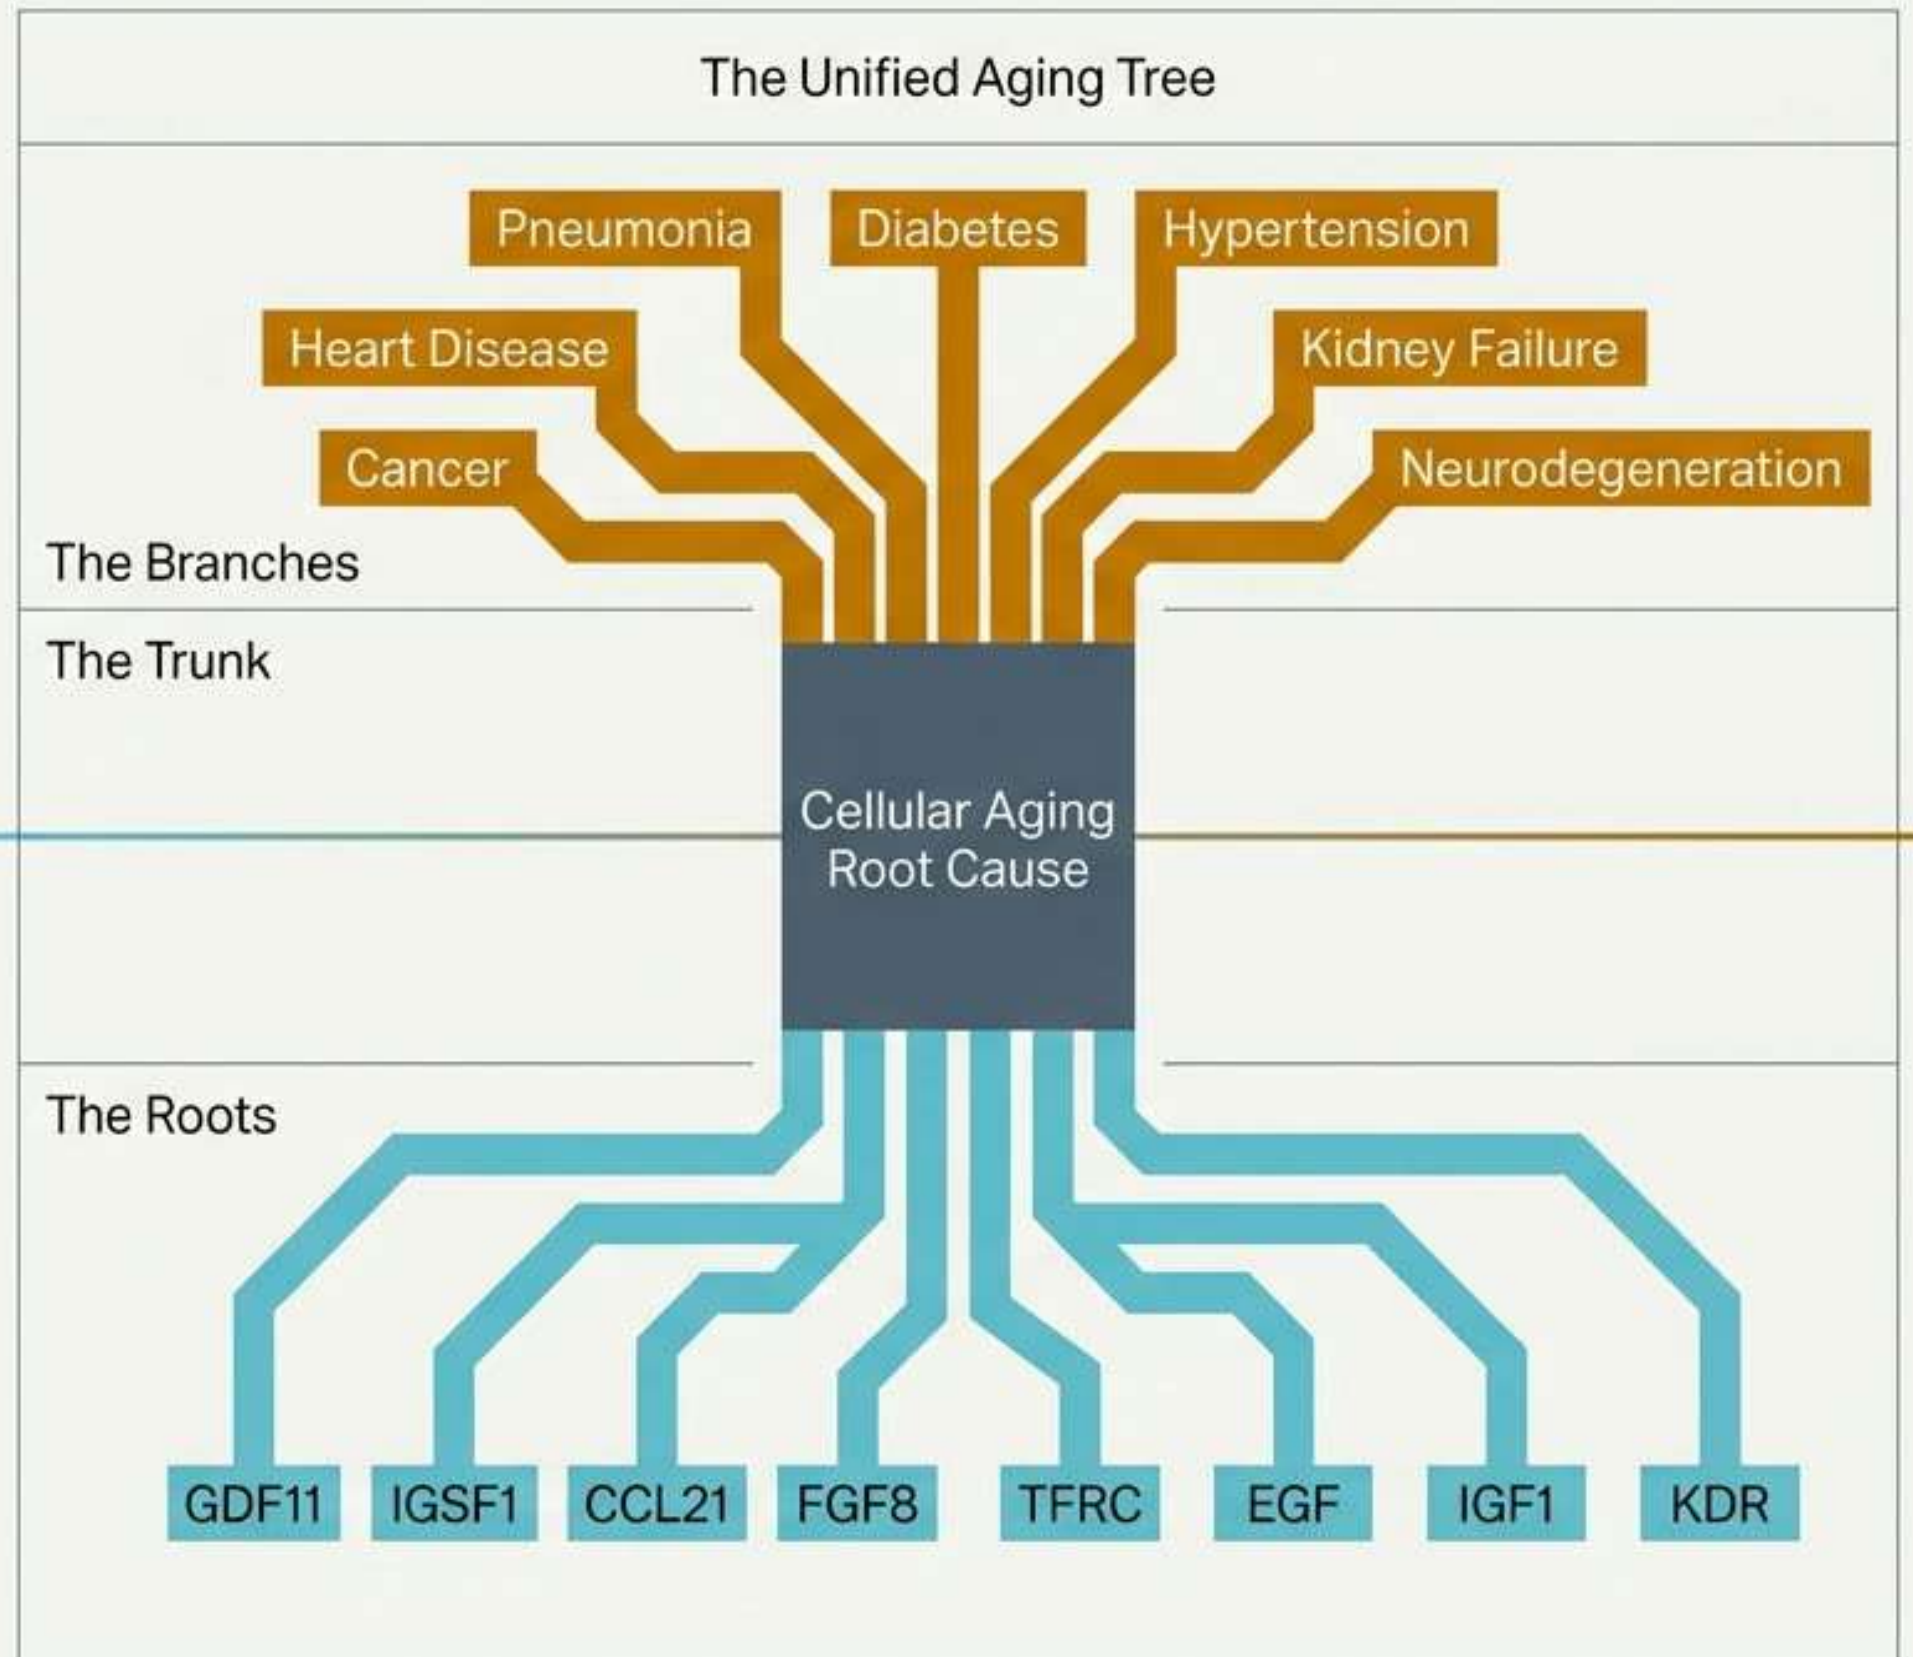 The Unified Aging Tree
Pneumonia
Diabetes
Hypertension
Heart Disease
Kidney Failure
Cancer
Neurodegeneration
The Branches
The Trunk
Cellular Aging
Root Cause
The Roots
GDF11
IGSF1
CCL21
FGF8
TFRC
EGF
IGF1
KDR